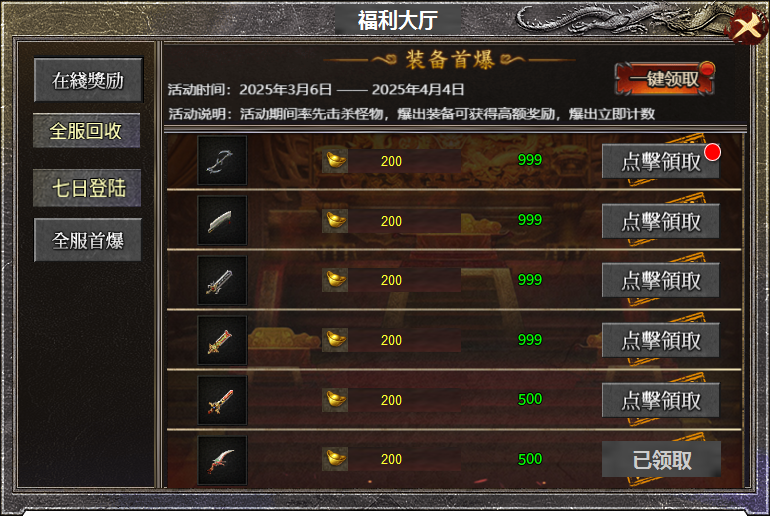 福利大厅
在綫獎励
全服回收
七日登陆
全服首爆
装备首爆
一键领取
活动时间：2025年3月6日 —— 2025年4月4日
活动说明：活动期间率先击杀怪物，爆出装备可获得高额奖励，爆出立即计数
200 999 点擊領取
200 999 点擊領取
200 999 点擊領取
200 999 点擊領取
200 500 点擊領取
200 500 已领取